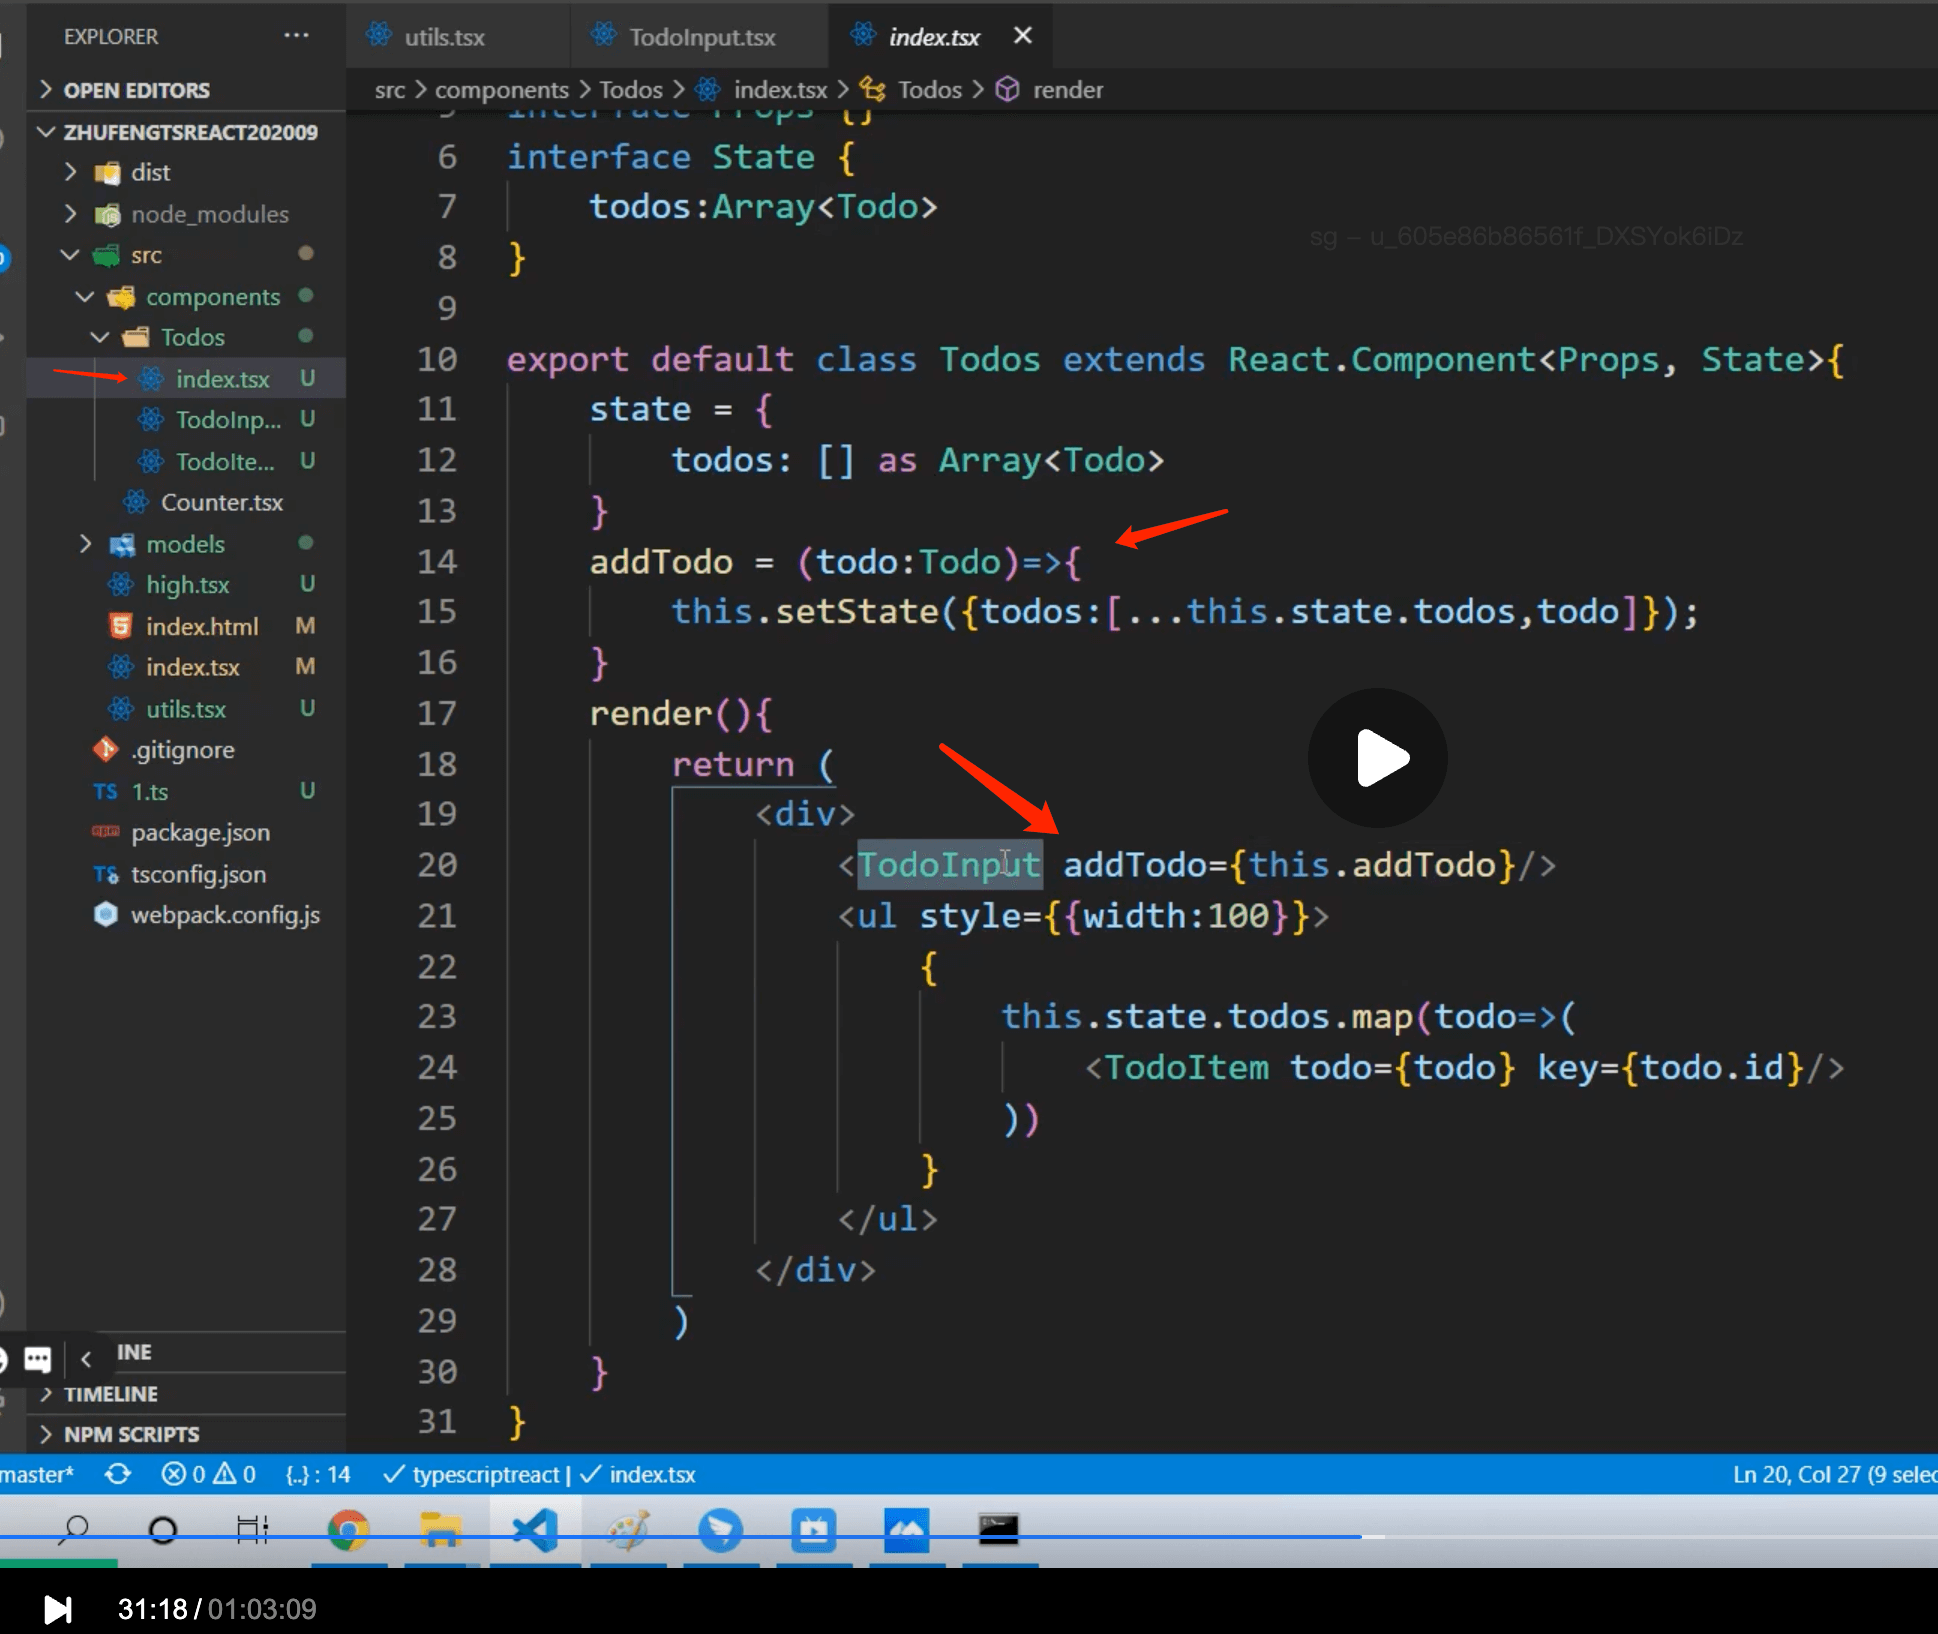 EXPLORER
utils.tsx
TodoInput.tsx
index.tsx
OPEN EDITORS
src > components > Todos > index.tsx > Todos > render
ZHUFENGTSREACT202009
dist
node_modules
src
components
Todos
index.tsx U
TodoInp... U
TodoIte... U
Counter.tsx
models
high.tsx U
index.html M
index.tsx M
utils.tsx U
.gitignore
TS 1.ts U
package.json
tsconfig.json
webpack.config.js
INE
TIMELINE
NPM SCRIPTS
5 interface Props {}
6 interface State {
7 todos:Array<Todo>
8 }
9
10 export default class Todos extends React.Component<Props, State>{
11 state = {
12 todos: [] as Array<Todo>
13 }
14 addTodo = (todo:Todo)=>{
15 this.setState({todos:[...this.state.todos,todo]});
16 }
17 render(){
18 return (
19 <div>
20 <TodoInput addTodo={this.addTodo}/>
21 <ul style={{width:100}}>
22 {
23 this.state.todos.map(todo=>(
24 <TodoItem todo={todo} key={todo.id}/>
25 ))
26 }
27 </ul>
28 </div>
29 )
30 }
31 }
sg – u_605e86b86561f_DXSYok6iDz
master* 0 0 {..} : 14 typescriptreact | index.tsx Ln 20, Col 27 (9 selec
31:18 / 01:03:09